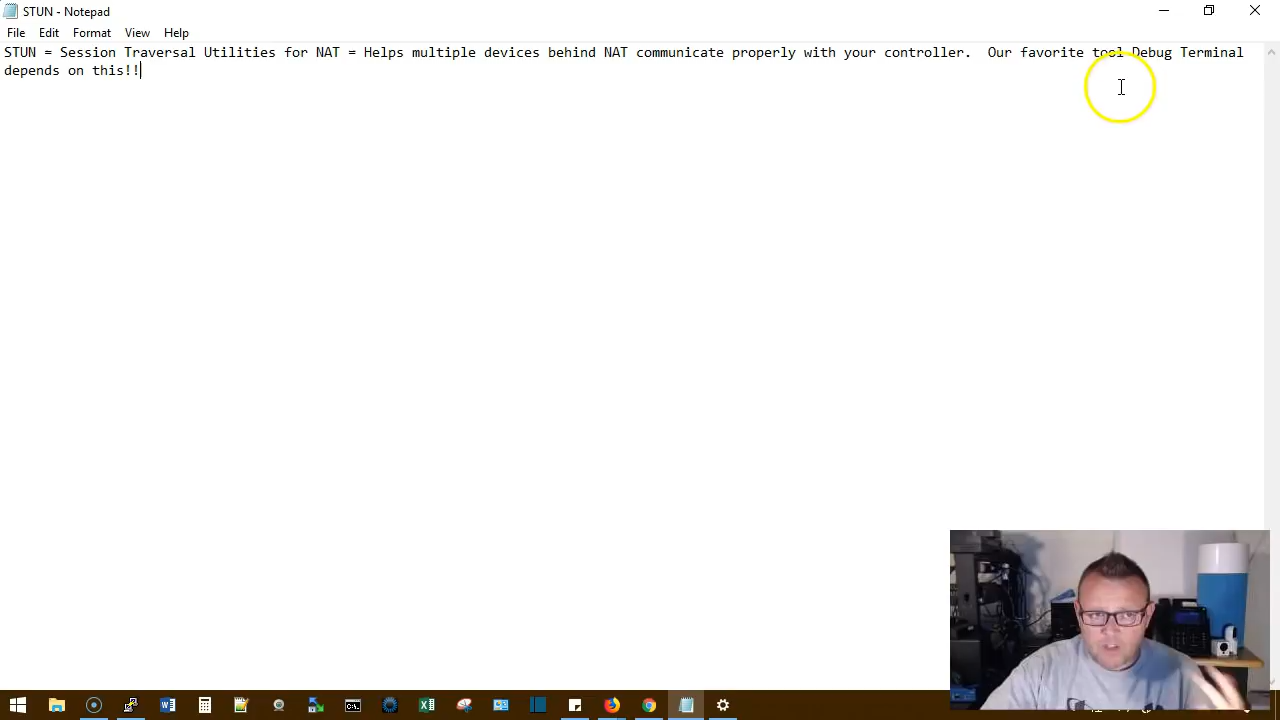 STUN - Notepad
File Edit Format View Help
STUN = Session Traversal Utilities for NAT = Helps multiple devices behind NAT communicate properly with your controller.  Our favorite tool Debug Terminal
depends on this!!